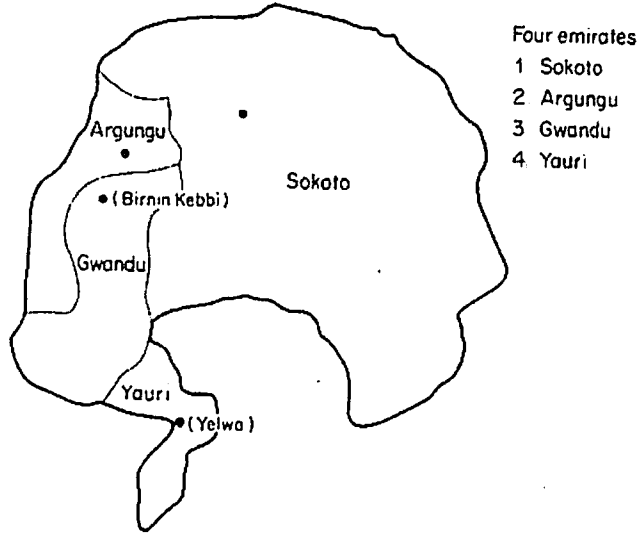 Four emirates
1 Sokoto
2 Argungu
3 Gwandu
4 Yauri
Argungu
Sokoto
(Birnin Kebbi)
Gwandu
Yauri
(Yelwa)